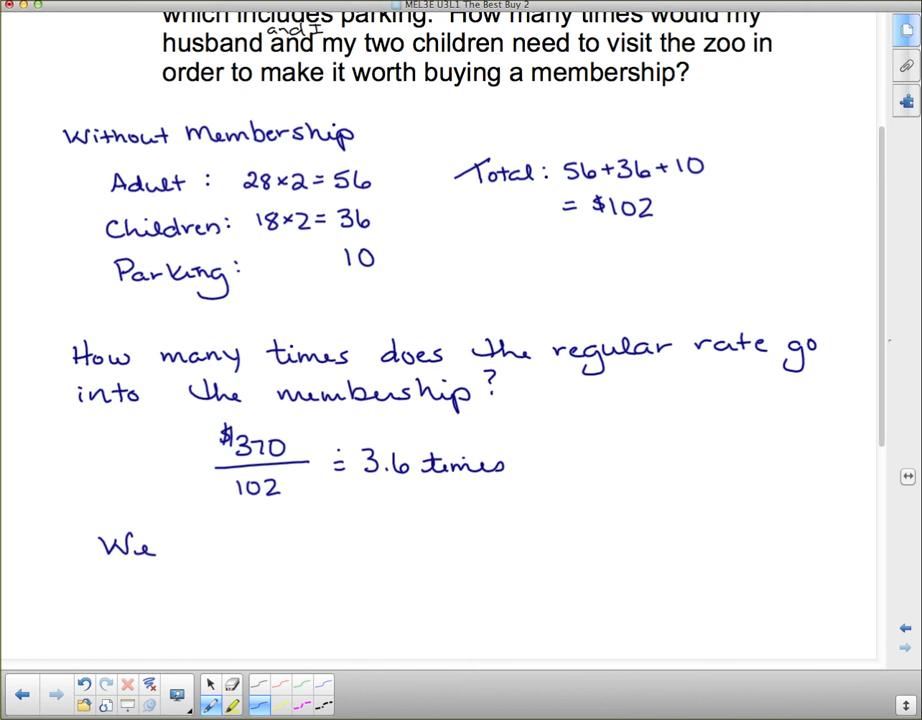 MEL3E U3L1 The Best Buy 2
which includes parking. How many times would my
and I
husband and my two children need to visit the zoo in
order to make it worth buying a membership?
Without Membership
Adult : 28×2 = 56
Children: 18×2 = 36
Parking: 10
Total: 56+36+10
= $102
How many times does the regular rate go
into the membership?
$370
102
≐ 3.6 times
We